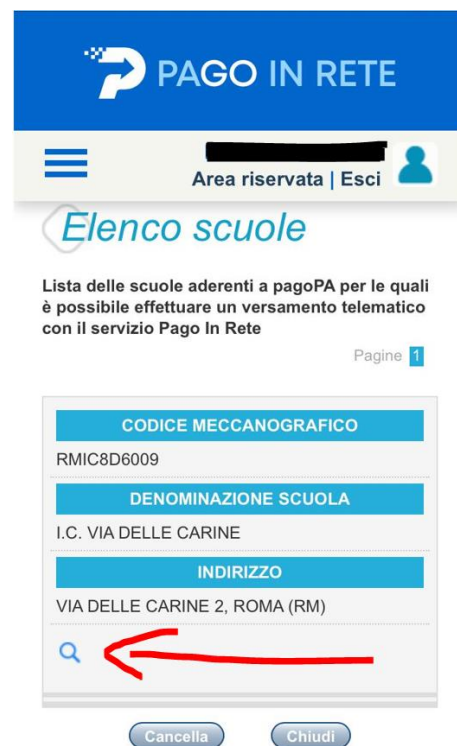 PAGO IN RETE
Area riservata | Esci
Elenco scuole
Lista delle scuole aderenti a pagoPA per le quali
è possibile effettuare un versamento telematico
con il servizio Pago In Rete
Pagine 1
CODICE MECCANOGRAFICO
RMIC8D6009
DENOMINAZIONE SCUOLA
I.C. VIA DELLE CARINE
INDIRIZZO
VIA DELLE CARINE 2, ROMA (RM)
Cancella Chiudi